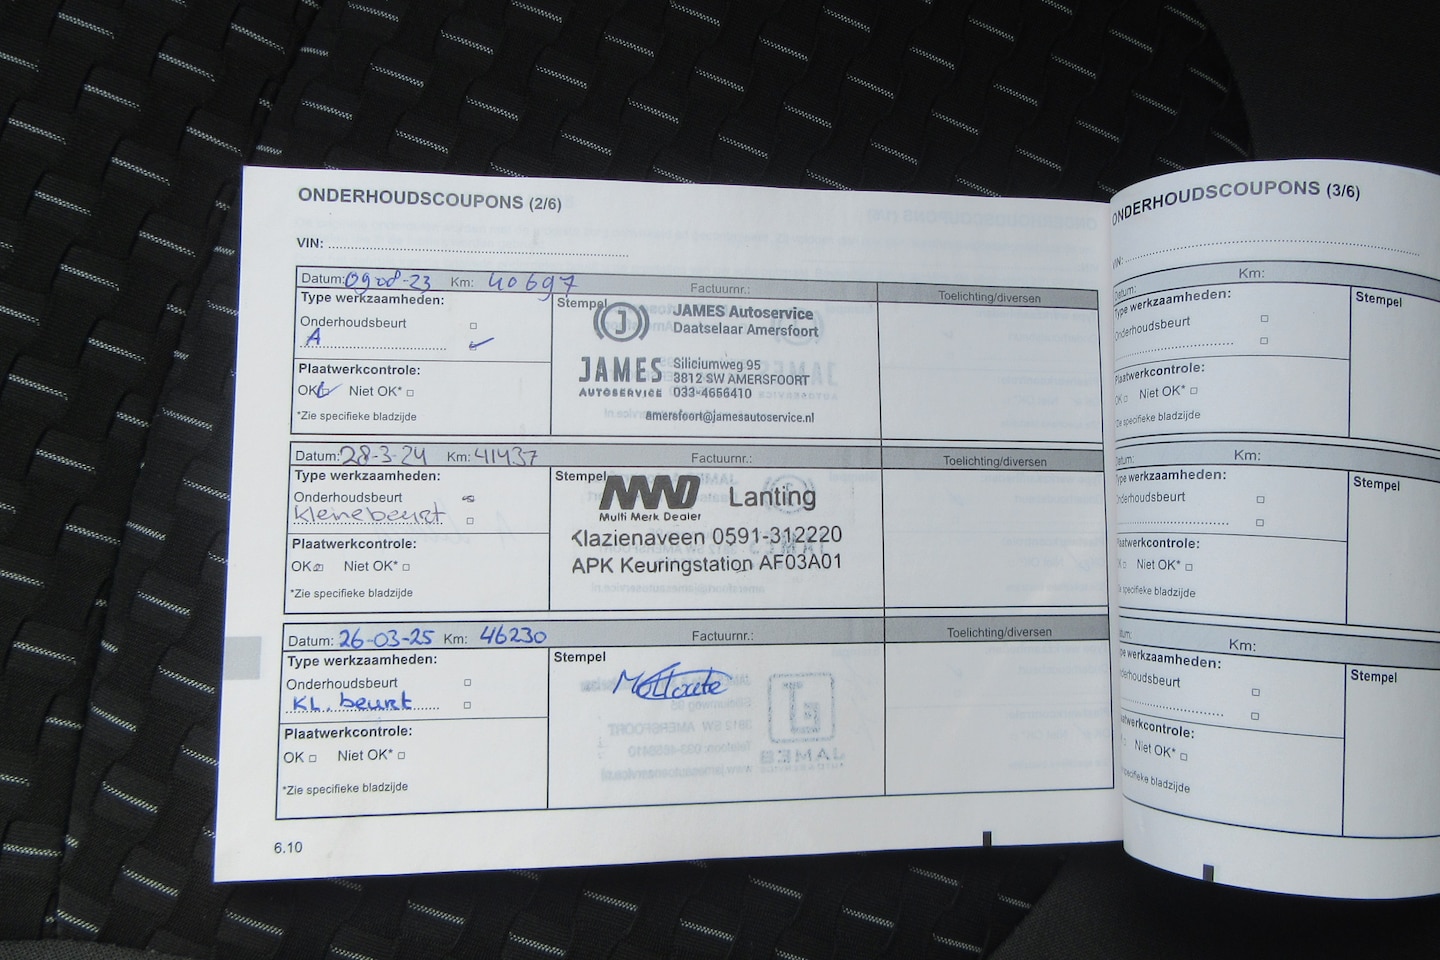 ONDERHOUDSCOUPONS (2/6)
VIN:
Datum: 09-08-23 Km: 40697 Factuurnr.: Toelichting/diversen
Type werkzaamheden:
Onderhoudsbeurt
A
Plaatwerkcontrole:
OK Niet OK*
*Zie specifieke bladzijde
Stempel
JAMES Autoservice
Daatselaar Amersfoort
JAMES
AUTOSERVICE
Siliciumweg 95
3812 SW AMERSFOORT
033-4656410
amersfoort@jamesautoservice.nl
Datum: 28-3-24 Km: 41437 Factuurnr.: Toelichting/diversen
Type werkzaamheden:
Onderhoudsbeurt
Kleine beurt
Plaatwerkcontrole:
OK Niet OK*
*Zie specifieke bladzijde
Stempel
Lanting
Multi Merk Dealer
Klazienaveen 0591-312220
APK Keuringstation AF03A01
Datum: 26-03-25 Km: 46230 Factuurnr.: Toelichting/diversen
Type werkzaamheden:
Onderhoudsbeurt
KL. beurt
Plaatwerkcontrole:
OK Niet OK*
*Zie specifieke bladzijde
Stempel
6.10
ONDERHOUDSCOUPONS (3/6)
VIN:
Datum: Km:
Type werkzaamheden:
Onderhoudsbeurt
Plaatwerkcontrole:
OK Niet OK*
*Zie specifieke bladzijde
Stempel
Datum: Km:
Type werkzaamheden:
Onderhoudsbeurt
Plaatwerkcontrole:
OK Niet OK*
*Zie specifieke bladzijde
Stempel
Datum: Km:
Type werkzaamheden:
Onderhoudsbeurt
Plaatwerkcontrole:
Niet OK*
specifieke bladzijde
Stempel